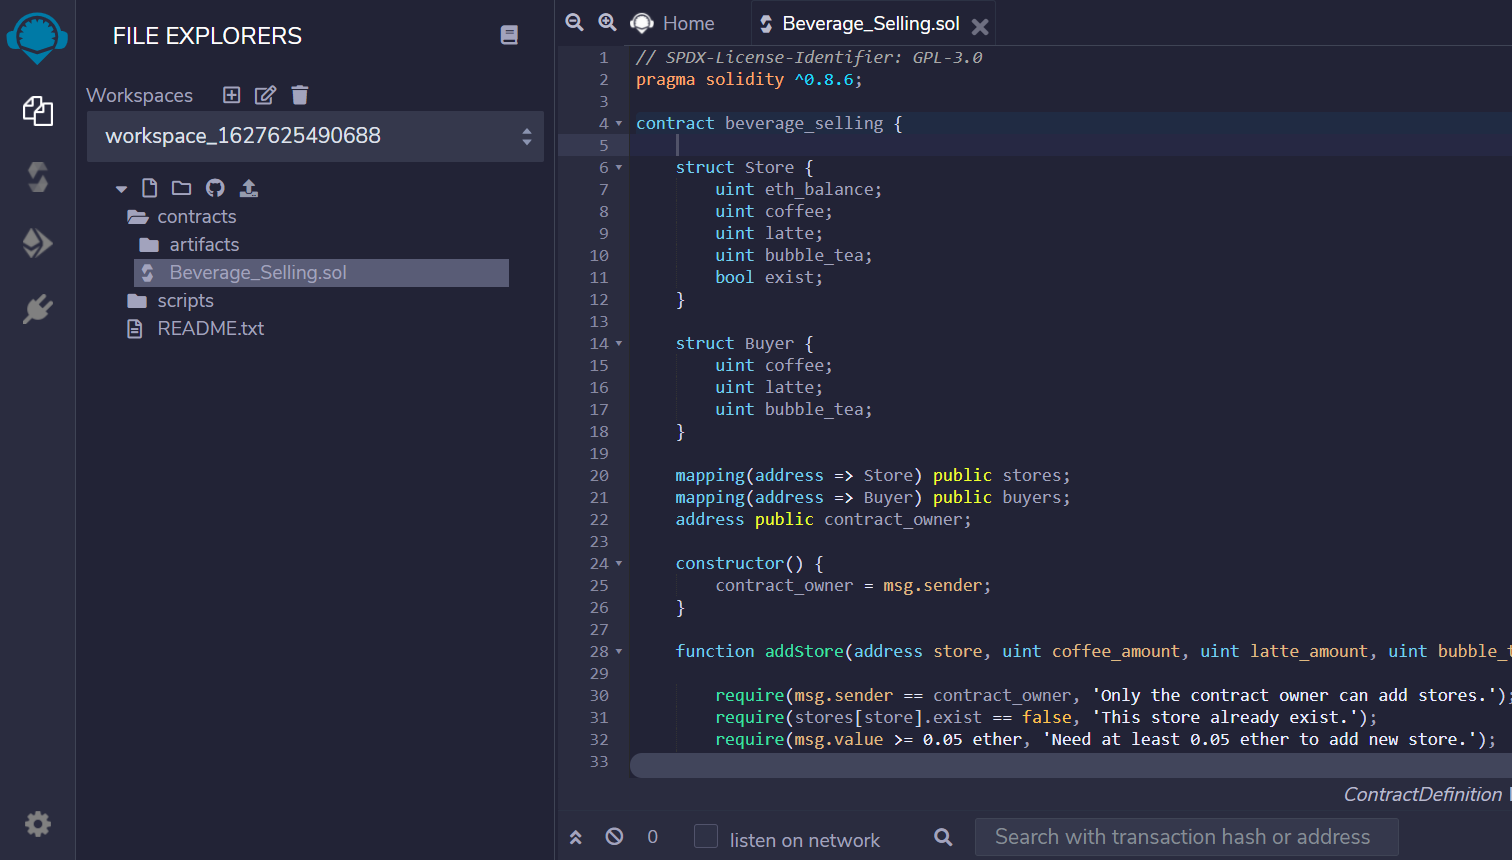 FILE EXPLORERS
Workspaces
workspace_1627625490688
contracts
artifacts
Beverage_Selling.sol
scripts
README.txt
Home
Beverage_Selling.sol
1 // SPDX-License-Identifier: GPL-3.0
2 pragma solidity ^0.8.6;
3
4 contract beverage_selling {
5
6 struct Store {
7 uint eth_balance;
8 uint coffee;
9 uint latte;
10 uint bubble_tea;
11 bool exist;
12 }
13
14 struct Buyer {
15 uint coffee;
16 uint latte;
17 uint bubble_tea;
18 }
19
20 mapping(address => Store) public stores;
21 mapping(address => Buyer) public buyers;
22 address public contract_owner;
23
24 constructor() {
25 contract_owner = msg.sender;
26 }
27
28 function addStore(address store, uint coffee_amount, uint latte_amount, uint bubble_
29
30 require(msg.sender == contract_owner, 'Only the contract owner can add stores.');
31 require(stores[store].exist == false, 'This store already exist.');
32 require(msg.value >= 0.05 ether, 'Need at least 0.05 ether to add new store.');
33
ContractDefinition
0 listen on network Search with transaction hash or address